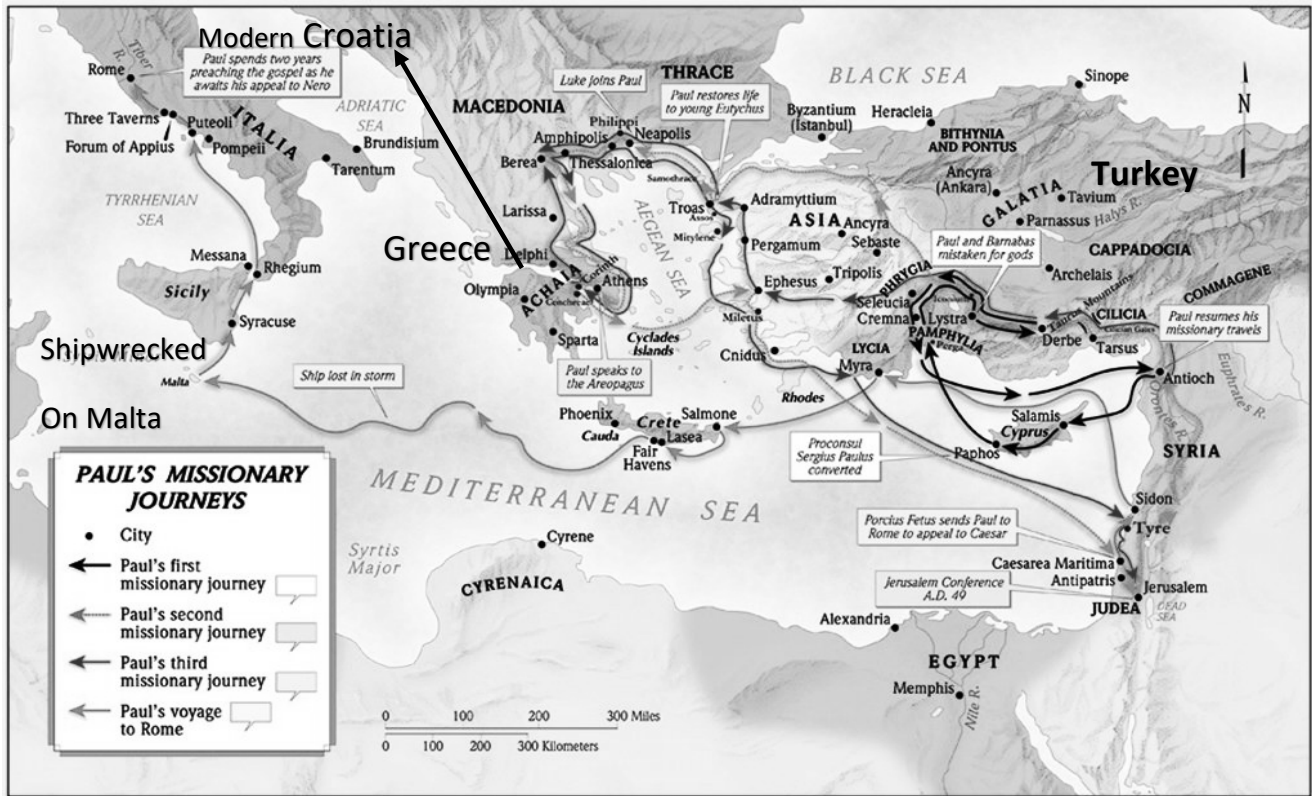 Modern Croatia
Tiber
R.
Paul spends two years
preaching the gospel as he
awaits his appeal to Nero
Rome
Three Taverns
Forum of Appius
Puteoli
Pompeii
ITALIA
ADRIATIC
SEA
Brundisium
Tarentum
TYRRHENIAN
SEA
Messana
Rhegium
Sicily
Syracuse
Shipwrecked
Malta
On Malta
Ship lost in storm
MACEDONIA
Luke joins Paul
THRACE
Paul restores life
to young Eutychus
Philippi
Neapolis
Amphipolis
Berea
Thessalonica
Samothrace
Larissa
AEGEAN SEA
Greece
Delphi
Olympia
ACHAIA
Corinth
Cenchreae
Athens
Sparta
Cyclades
Islands
Paul speaks to
the Areopagus
BLACK SEA
Sinope
Byzantium
(Istanbul)
Heracleia
BITHYNIA
AND PONTUS
N
Ancyra
(Ankara)
Turkey
GALATIA
Tavium
Parnassus
Halys R.
Troas
Assos
Mitylene
Adramyttium
ASIA
Ancyra
Pergamum
Sebaste
Paul and Barnabas
mistaken for gods
CAPPADOCIA
Archelais
Ephesus
Tripolis
PHRYGIA
Seleucia
Iconium
Cremna
Lystra
Taurus Mountains
COMMAGENE
CILICIA
Cilician Gates
Derbe
Tarsus
Paul resumes his
missionary travels
Miletus
PAMPHYLIA
Perga
Cnidus
LYCIA
Myra
Antioch
Orontes R.
Euphrates R.
Rhodes
Salamis
Cyprus
Paphos
SYRIA
Phoenix
Crete
Salmone
Cauda
Lasea
Fair
Havens
Proconsul
Sergius Paulus
converted
MEDITERRANEAN SEA
Sidon
Tyre
Porcius Fetus sends Paul to
Rome to appeal to Caesar
Caesarea Maritima
Antipatris
Jerusalem Conference
A.D. 49
Jerusalem
JUDEA
DEAD
SEA
Syrtis
Major
Cyrene
CYRENAICA
Alexandria
EGYPT
Memphis
Nile R.
PAUL'S MISSIONARY
JOURNEYS
City
Paul's first
missionary journey
Paul's second
missionary journey
Paul's third
missionary journey
Paul's voyage
to Rome
0 100 200 300 Miles
0 100 200 300 Kilometers